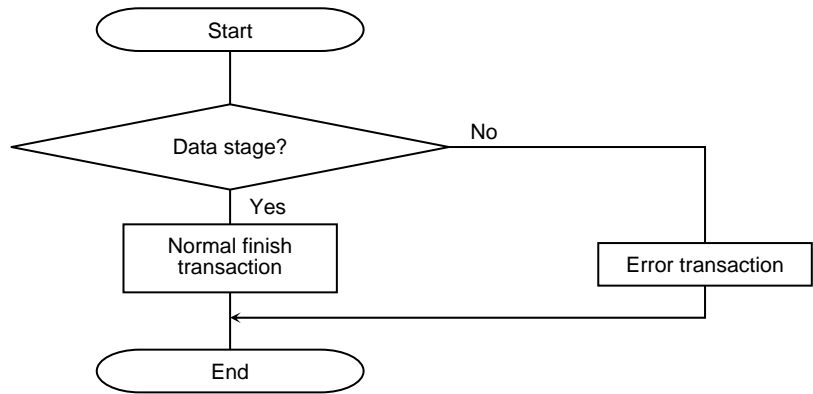 Start
Data stage?
No
Yes
Normal finish
transaction
Error transaction
End